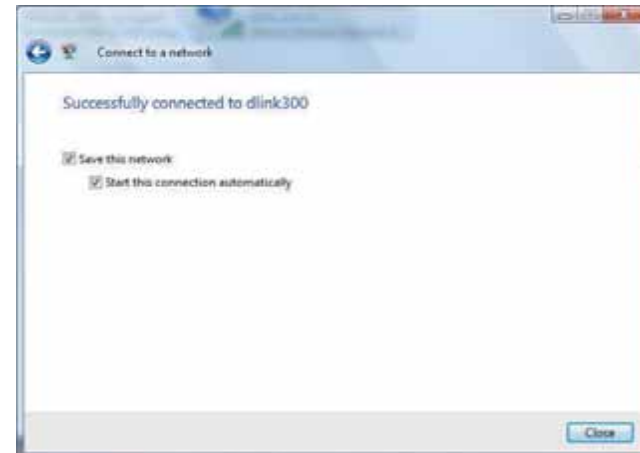 Connect to a network
Successfully connected to dlink300
Save this network
Start this connection automatically
Close